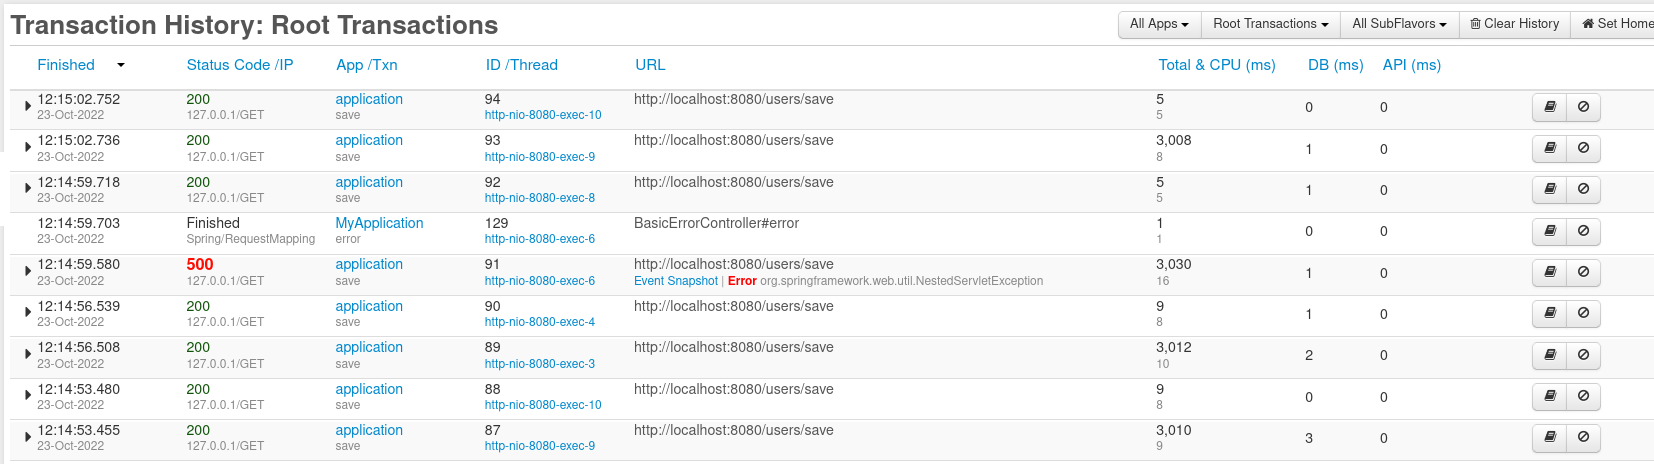 Transaction History: Root Transactions
All Apps Root Transactions All SubFlavors Clear History Set Home
Finished Status Code /IP App /Txn ID /Thread URL Total & CPU (ms) DB (ms) API (ms)
12:15:02.752 200 application 94 http://localhost:8080/users/save 5 0 0
23-Oct-2022 127.0.0.1/GET save http-nio-8080-exec-10 5
12:15:02.736 200 application 93 http://localhost:8080/users/save 3,008 1 0
23-Oct-2022 127.0.0.1/GET save http-nio-8080-exec-9 8
12:14:59.718 200 application 92 http://localhost:8080/users/save 5 1 0
23-Oct-2022 127.0.0.1/GET save http-nio-8080-exec-8 5
12:14:59.703 Finished MyApplication 129 BasicErrorController#error 1 0 0
23-Oct-2022 Spring/RequestMapping error http-nio-8080-exec-6 1
12:14:59.580 500 application 91 http://localhost:8080/users/save 3,030 1 0
23-Oct-2022 127.0.0.1/GET save http-nio-8080-exec-6 Event Snapshot | Error org.springframework.web.util.NestedServletException 16
12:14:56.539 200 application 90 http://localhost:8080/users/save 9 1 0
23-Oct-2022 127.0.0.1/GET save http-nio-8080-exec-4 8
12:14:56.508 200 application 89 http://localhost:8080/users/save 3,012 2 0
23-Oct-2022 127.0.0.1/GET save http-nio-8080-exec-3 10
12:14:53.480 200 application 88 http://localhost:8080/users/save 9 0 0
23-Oct-2022 127.0.0.1/GET save http-nio-8080-exec-10 8
12:14:53.455 200 application 87 http://localhost:8080/users/save 3,010 3 0
23-Oct-2022 127.0.0.1/GET save http-nio-8080-exec-9 9